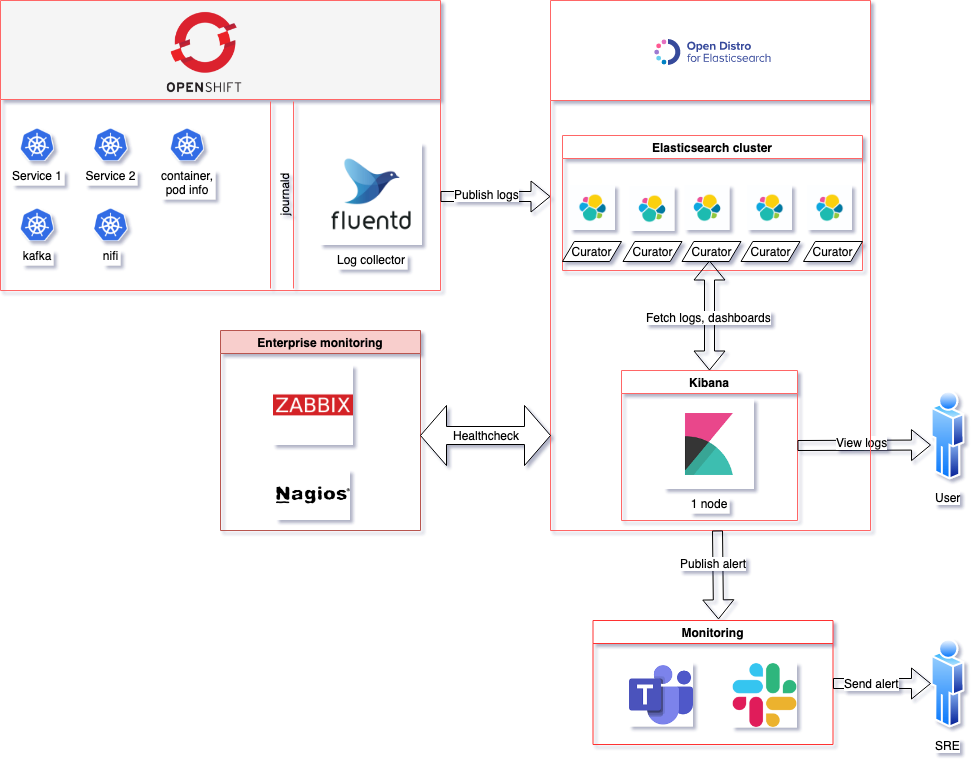 OPENSHIFT
Open Distro
for Elasticsearch
Service 1
Service 2
container,
pod info
kafka
nifi
journald
fluentd
Log collector
Publish logs
Elasticsearch cluster
Curator
Curator
Curator
Curator
Curator
Fetch logs, dashboards
Enterprise monitoring
ZABBIX
Nagios®
Healthcheck
Kibana
1 node
View logs
User
Publish alert
Monitoring
T
Send alert
SRE